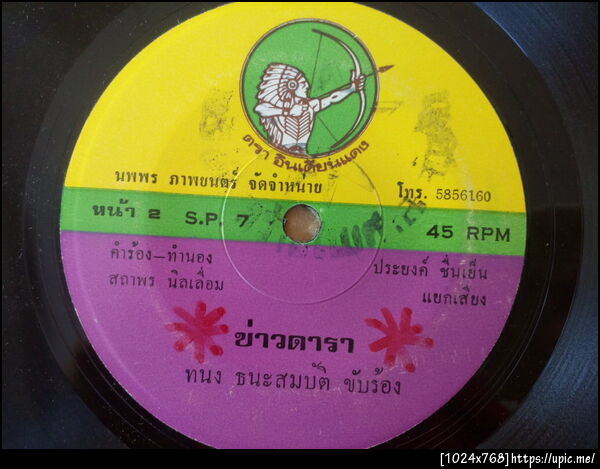 ตรา อินเดียนแดง
นพพร ภาพยนตร์ จัดจำหน่าย โทร. 5856160
หน้า 2 S.P. 7 45 RPM
คำร้อง-ทำนอง ประยงค์ ชื่นเย็น
สถาพร นิลเลื่อม แยกเสียง
ข่าวดารา
ทนง ธนะสมบัติ ขับร้อง
[1024x768]https://upic.me/